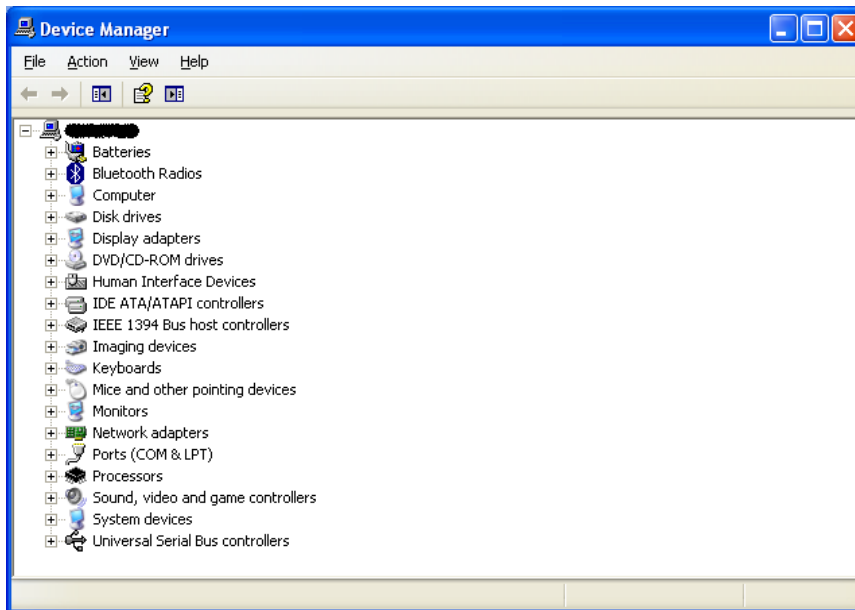 Device Manager
File Action View Help
Batteries
Bluetooth Radios
Computer
Disk drives
Display adapters
DVD/CD-ROM drives
Human Interface Devices
IDE ATA/ATAPI controllers
IEEE 1394 Bus host controllers
Imaging devices
Keyboards
Mice and other pointing devices
Monitors
Network adapters
Ports (COM & LPT)
Processors
Sound, video and game controllers
System devices
Universal Serial Bus controllers